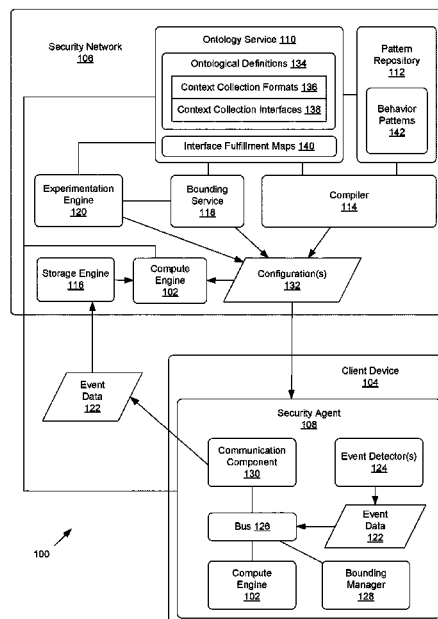 Security Network
106
Ontology Service 110
Ontological Definitions 134
Context Collection Formats 136
Context Collection Interfaces 138
Interface Fulfillment Maps 140
Pattern
Repository
112
Behavior
Patterns
142
Experimentation
Engine
120
Bounding
Service
118
Compiler
114
Storage Engine
116
Compute
Engine
102
Configuration(s)
132
Event
Data
122
Client Device
104
Security Agent
108
Communication
Component
130
Event Detector(s)
124
Bus 126
Event
Data
122
Compute
Engine
102
Bounding
Manager
128
100